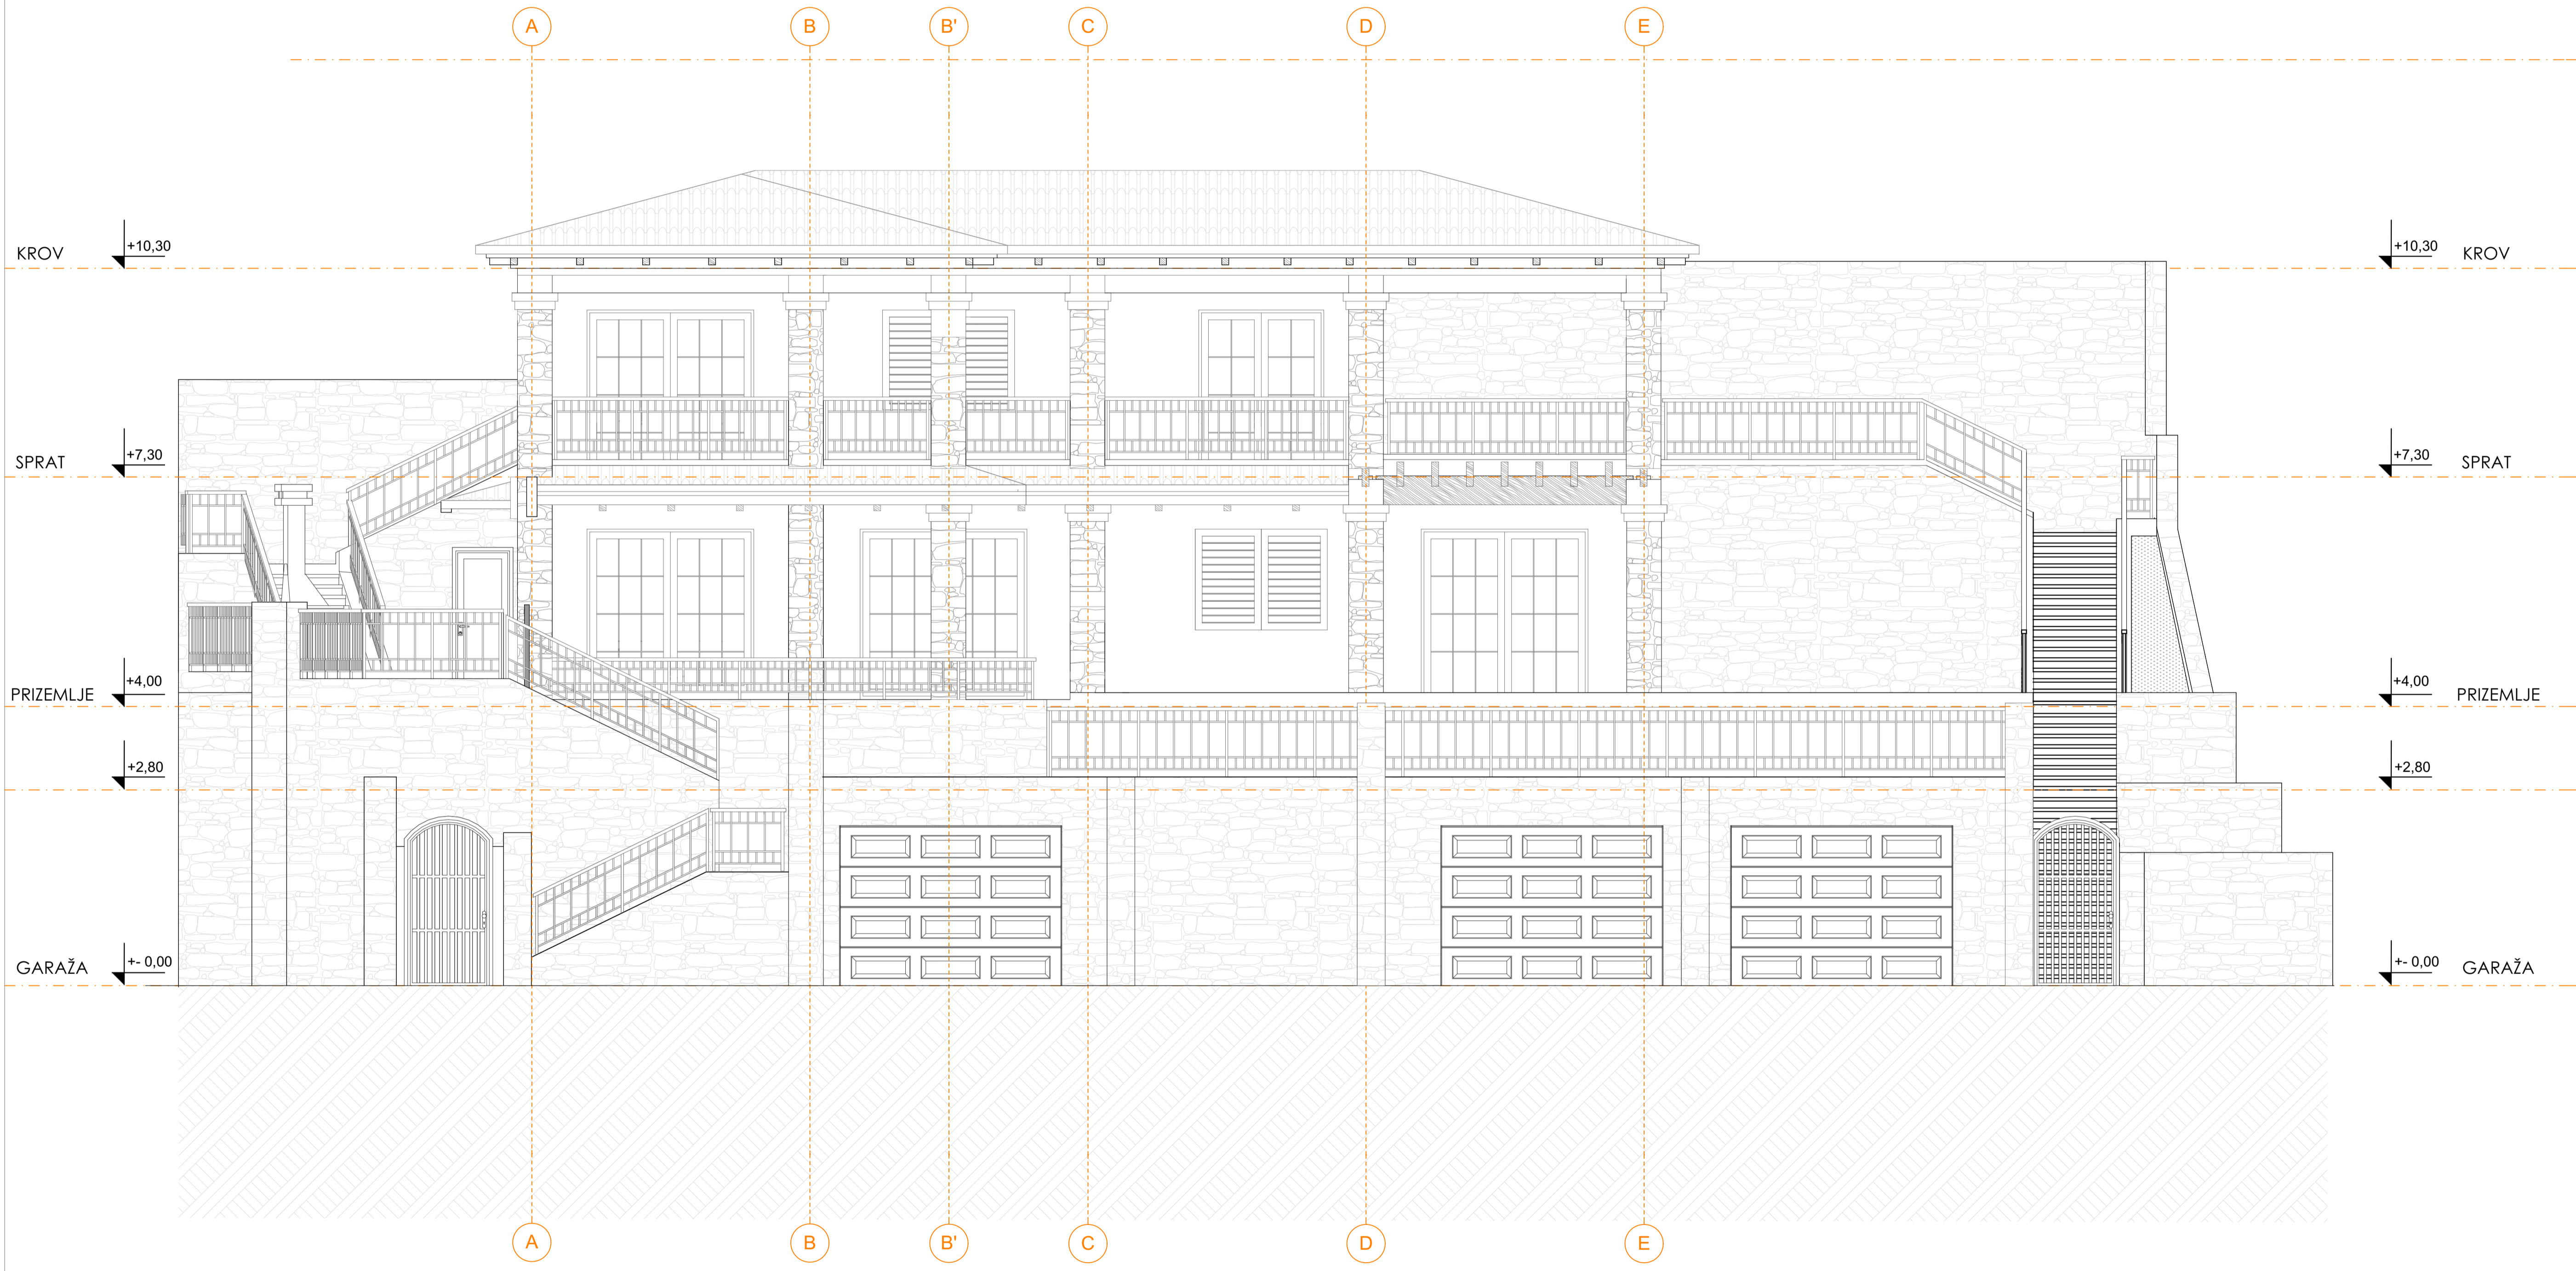 A B B' C D E
KROV +10,30 +10,30 KROV
SPRAT +7,30 +7,30 SPRAT
PRIZEMLJE +4,00 +4,00 PRIZEMLJE
+2,80 +2,80
GARAŽA +- 0,00 +- 0,00 GARAŽA
A B B' C D E